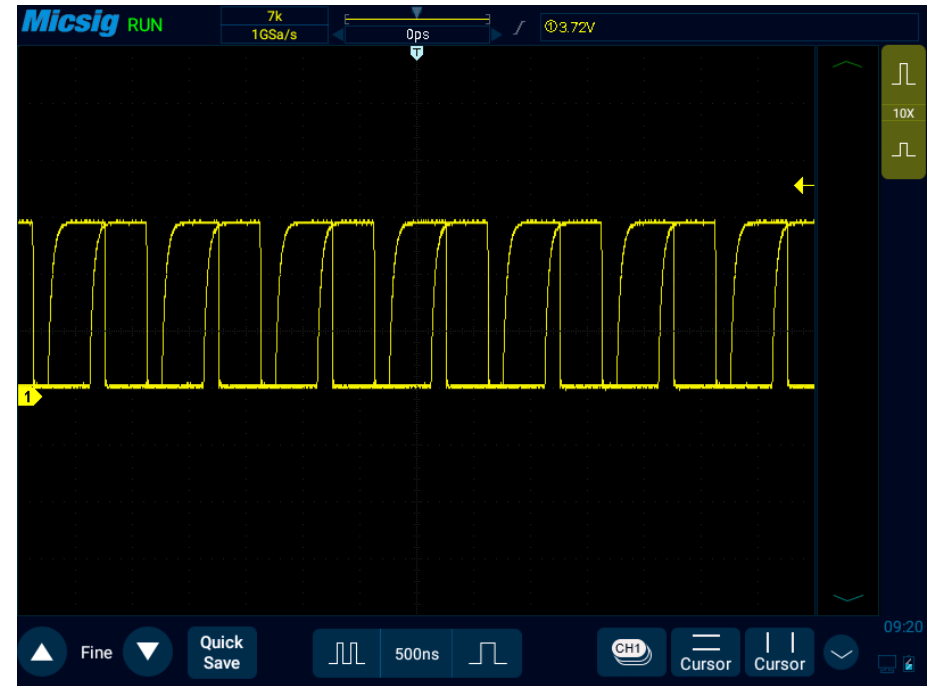 Micsig RUN
7k
1GSa/s
0ps
①3.72V
T
10X
1
09:20
Fine
Quick
Save
500ns
CH1
Cursor
Cursor